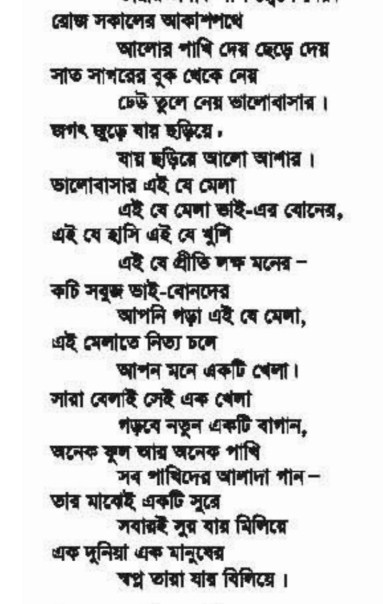 রোজ সকালের আকাশপথে
আলোর পাখি দেয় ছেড়ে দেয়
সাত সাগরের বুক থেকে নেয়
ঢেউ তুলে নেয় ভালোবাসার।
জগৎ জুড়ে যায় ছড়িয়ে,
যায় ছড়িয়ে আলো আশার।
ভালোবাসার এই যে মেলা
এই যে মেলা ভাই-এর বোনের,
এই যে হাসি এই যে খুশি
এই যে প্রীতি লক্ষ মনের –
কচি সবুজ ভাই-বোনদের
আপনি গড়া এই যে মেলা,
এই মেলাতে নিত্য চলে
আপন মনে একটি খেলা।
সারা বেলাই সেই এক খেলা
গড়বে নতুন একটি বাগান,
অনেক ফুল আর অনেক পাখি
সব পাখিদের আলাদা গান –
তার মাঝেই একটি সুরে
সবারই সুর যায় মিলিয়ে
এক দুনিয়া এক মানুষের
স্বপ্ন তারা যায় বিলিয়ে।